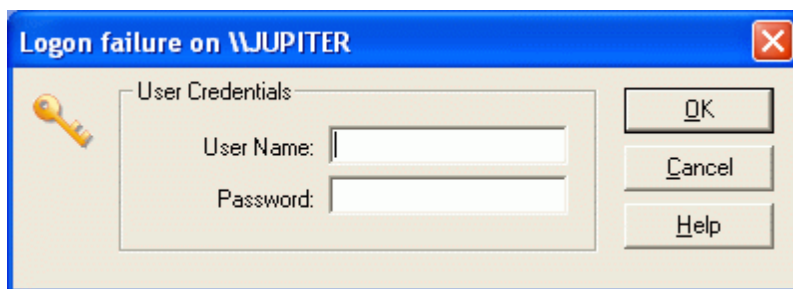 Logon failure on \\JUPITER
User Credentials
User Name:
Password:
OK
Cancel
Help